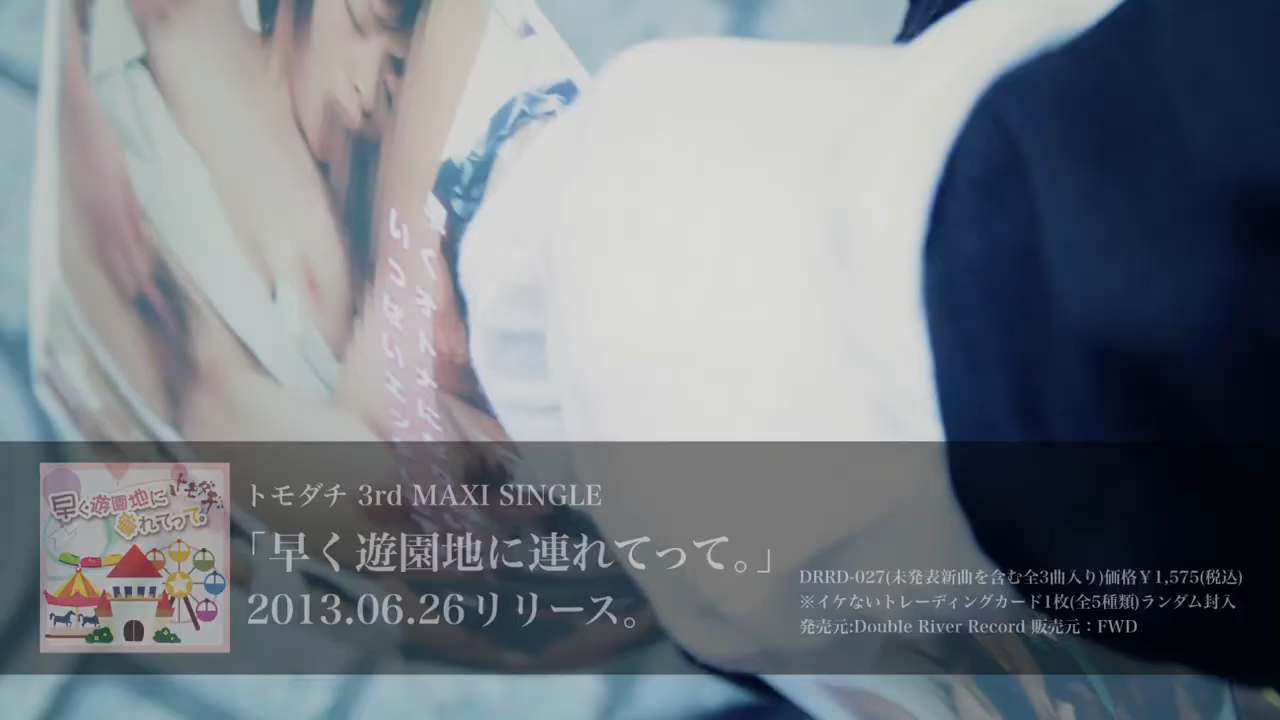 早く遊園地に
連れてって。
トモダチ
トモダチ 3rd MAXI SINGLE
「早く遊園地に連れてって。」
2013.06.26リリース。
DRRD-027(未発表新曲を含む全3曲入り)価格￥1,575(税込)
※イケないトレーディングカード1枚(全5種類)ランダム封入
発売元:Double River Record 販売元：FWD